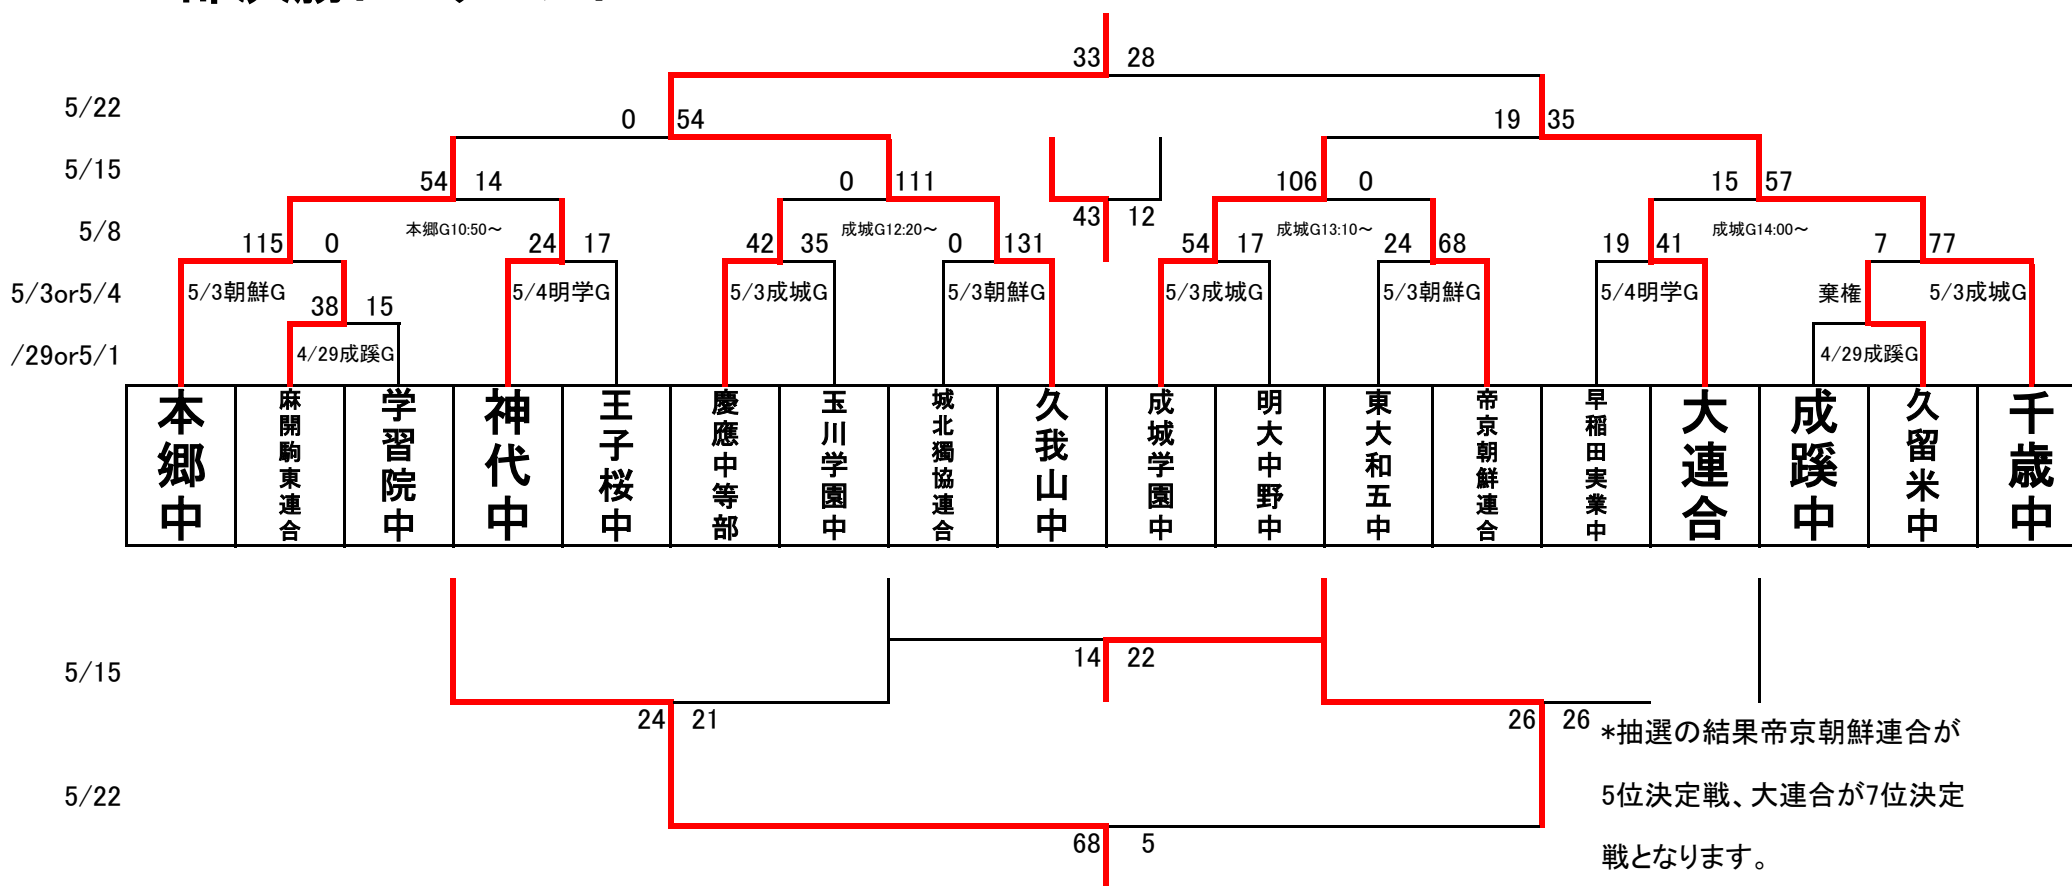 33 28
5/22
0 54
19 35
5/15
54 14
0 111
106 0
15 57
43 12
5/8
本郷G10:50～
成城G12:20～
成城G13:10～
成城G14:00～
115 0
24 17
42 35
0 131
54 17
24 68
19 41
7 77
5/3or5/4
5/3朝鮮G
5/4明学G
5/3成城G
5/3朝鮮G
5/3成城G
5/3朝鮮G
5/4明学G
棄権
5/3成城G
38 15
/29or5/1
4/29成蹊G
4/29成蹊G
本郷中
麻開駒東連合
学習院中
神代中
王子桜中
慶應中等部
玉川学園中
城北獨協連合
久我山中
成城学園中
明大中野中
東大和五中
帝京朝鮮連合
早稲田実業中
大連合
成蹊中
久留米中
千歳中
14 22
5/15
24 21
26 26
*抽選の結果帝京朝鮮連合が
5位決定戦、大連合が7位決定
戦となります。
5/22
68 5